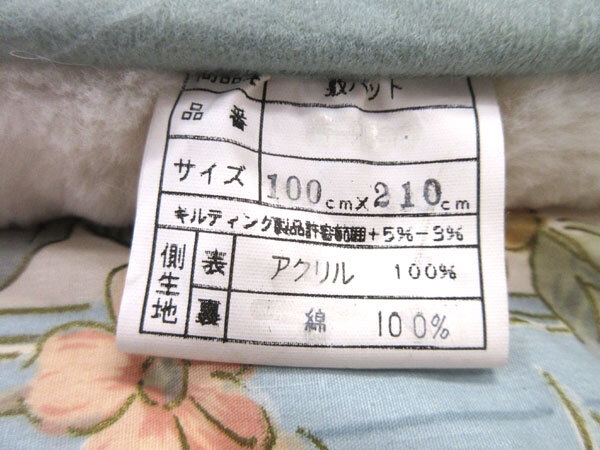 敷パット
品番
サイズ 100cm×210cm
キルティング製品許容範囲+5%-3%
側生地 表 アクリル 100%
裏 綿 100%